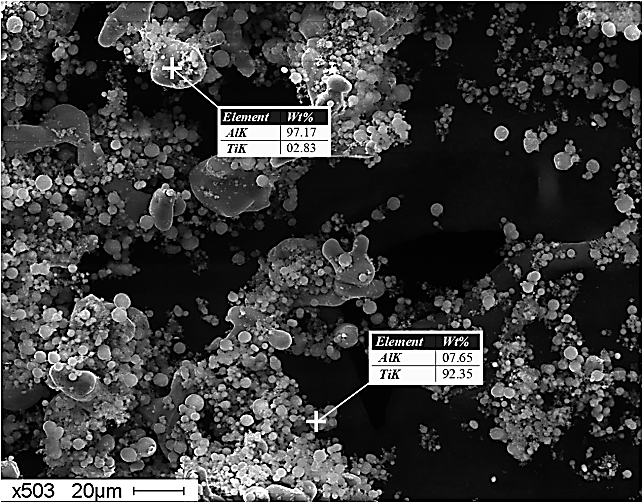 Element Wt%
AlK 97.17
TiK 02.83
Element Wt%
AlK 07.65
TiK 92.35
x503 20µm